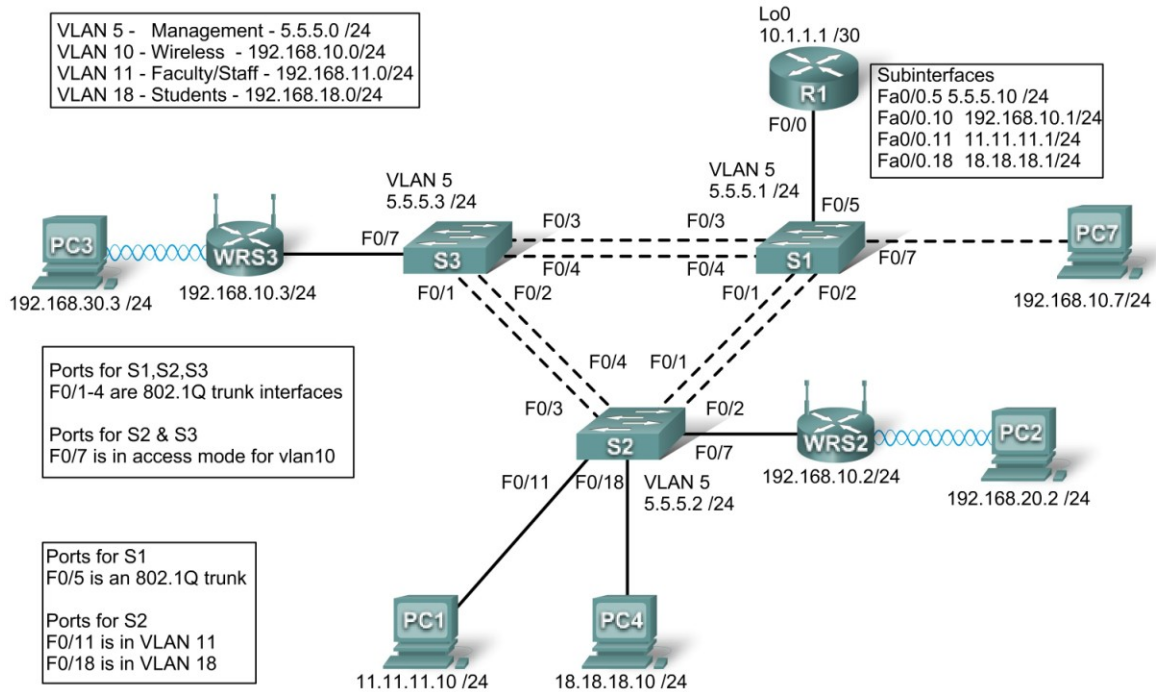 VLAN 5 - Management - 5.5.5.0 /24
VLAN 10 - Wireless - 192.168.10.0/24
VLAN 11 - Faculty/Staff - 192.168.11.0/24
VLAN 18 - Students - 192.168.18.0/24
Lo0
10.1.1.1 /30
R1
F0/0
Subinterfaces
Fa0/0.5 5.5.5.10 /24
Fa0/0.10 192.168.10.1/24
Fa0/0.11 11.11.11.1/24
Fa0/0.18 18.18.18.1/24
VLAN 5
5.5.5.3 /24
VLAN 5
5.5.5.1 /24
F0/5
PC3
192.168.30.3 /24
WRS3
192.168.10.3/24
F0/7
S3
F0/3
F0/4
F0/1
F0/2
F0/3
F0/4
S1
F0/1
F0/2
F0/7
PC7
192.168.10.7/24
Ports for S1,S2,S3
F0/1-4 are 802.1Q trunk interfaces
Ports for S2 & S3
F0/7 is in access mode for vlan10
F0/4
F0/3
F0/1
F0/2
S2
F0/7
F0/11
F0/18
VLAN 5
5.5.5.2 /24
WRS2
192.168.10.2/24
PC2
192.168.20.2 /24
Ports for S1
F0/5 is an 802.1Q trunk
Ports for S2
F0/11 is in VLAN 11
F0/18 is in VLAN 18
PC1
11.11.11.10 /24
PC4
18.18.18.10 /24